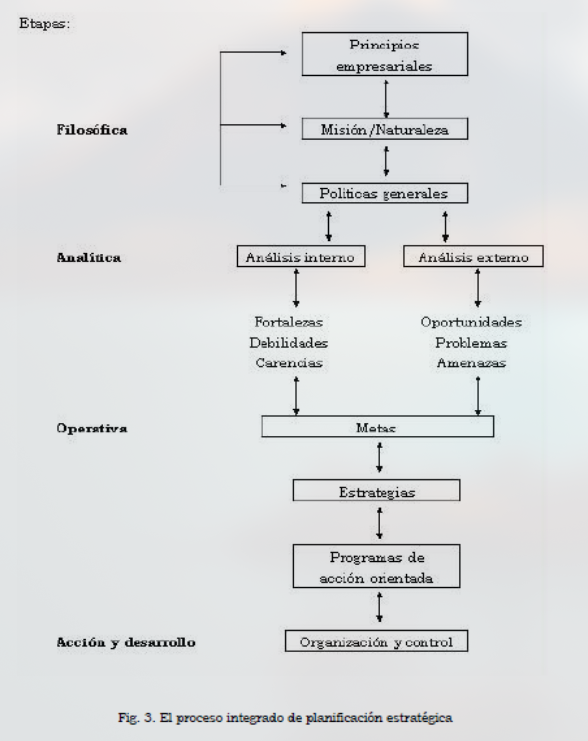 Etapas:
Principios
empresariales
Filosófica
Misión/Naturaleza
Políticas generales
Analítica
Análisis interno
Análisis externo
Fortalezas
Debilidades
Carencias
Oportunidades
Problemas
Amenazas
Operativa
Metas
Estrategias
Programas de
acción orientada
Acción y desarrollo
Organización y control
Fig. 3. El proceso integrado de planificación estratégica